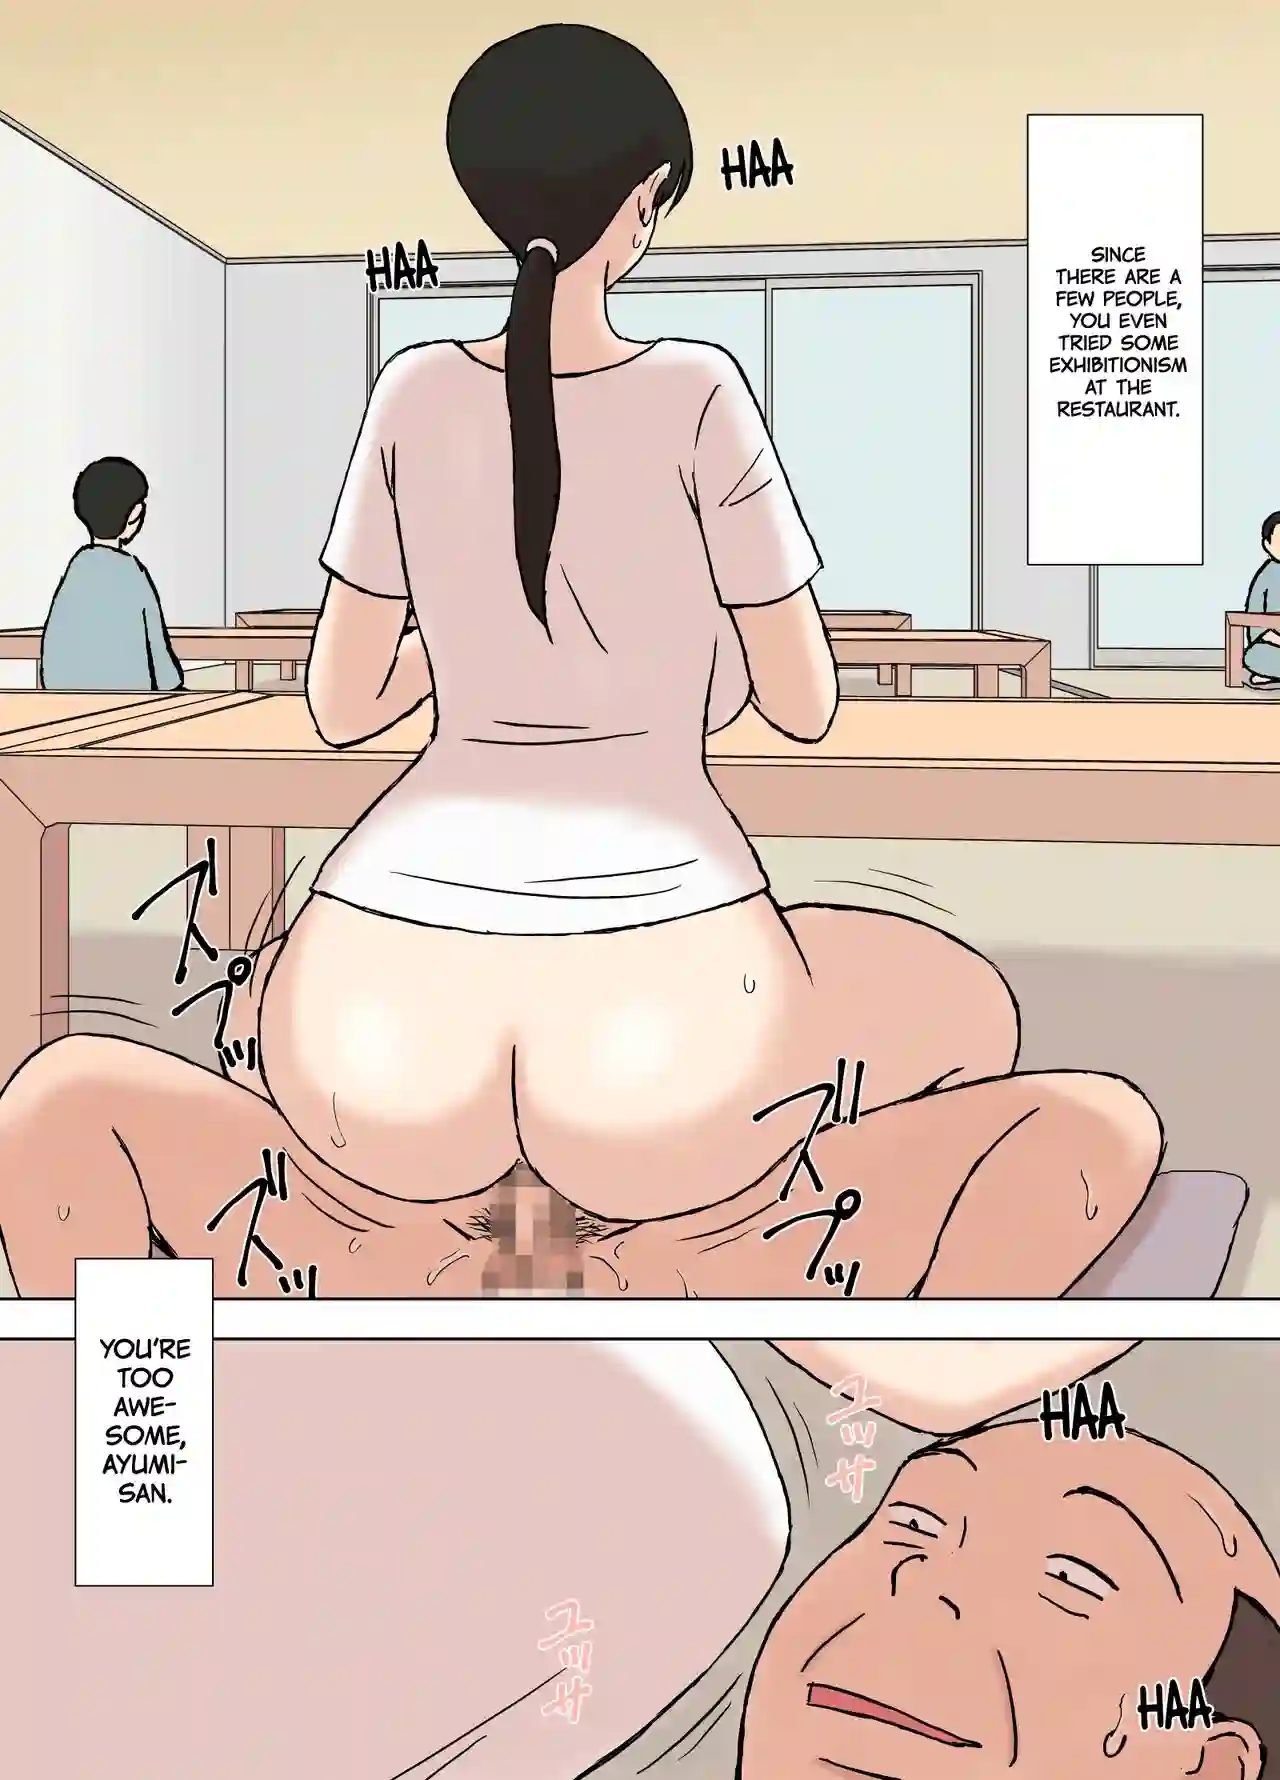 HAA
HAA
SINCE
THERE ARE A
FEW PEOPLE,
YOU EVEN
TRIED SOME
EXHIBITIONISM
AT THE
RESTAURANT.
ズプッ
ズッ
ズプッ
YOU'RE
TOO
AWE-
SOME,
AYUMI-
SAN.
HAA
ユッサ
ユッサ
HAA